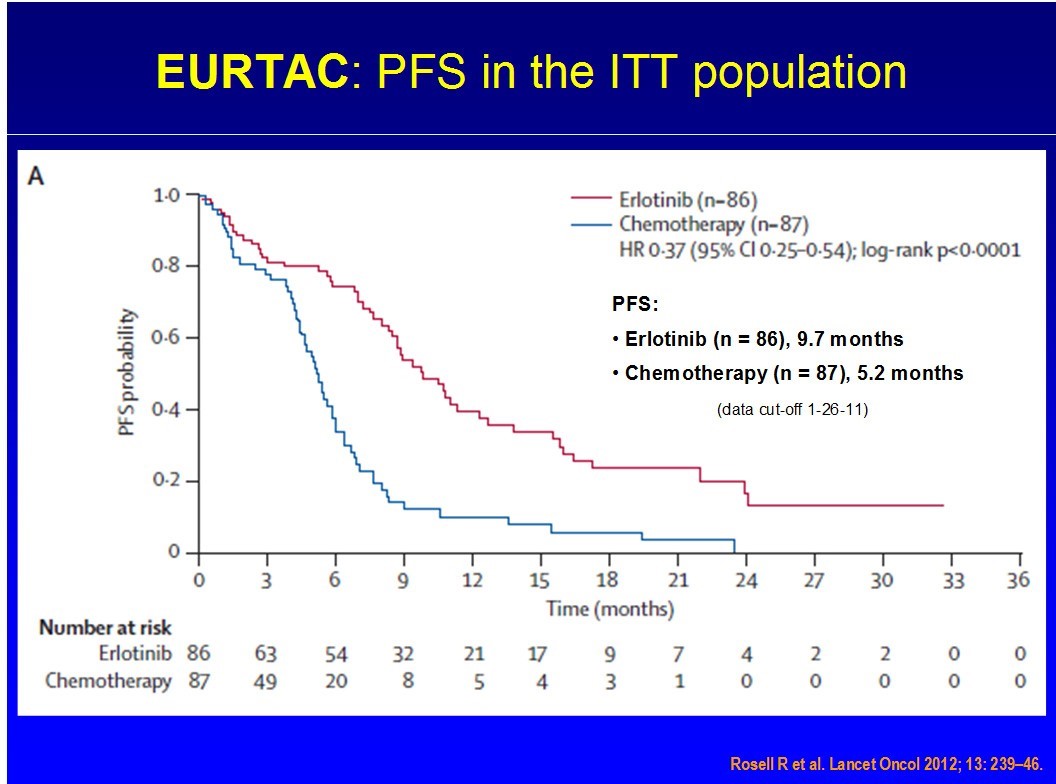 EURTAC: PFS in the ITT population
A
Erlotinib (n=86)
Chemotherapy (n=87)
HR 0·37 (95% CI 0·25–0·54); log-rank p<0·0001
PFS:
• Erlotinib (n = 86), 9.7 months
• Chemotherapy (n = 87), 5.2 months
(data cut-off 1-26-11)
PFS probability
1·0
0·8
0·6
0·4
0·2
0
0 3 6 9 12 15 18 21 24 27 30 33 36
Time (months)
Number at risk
Erlotinib 86 63 54 32 21 17 9 7 4 2 2 0 0
Chemotherapy 87 49 20 8 5 4 3 1 0 0 0 0 0
Rosell R et al. Lancet Oncol 2012; 13: 239–46.